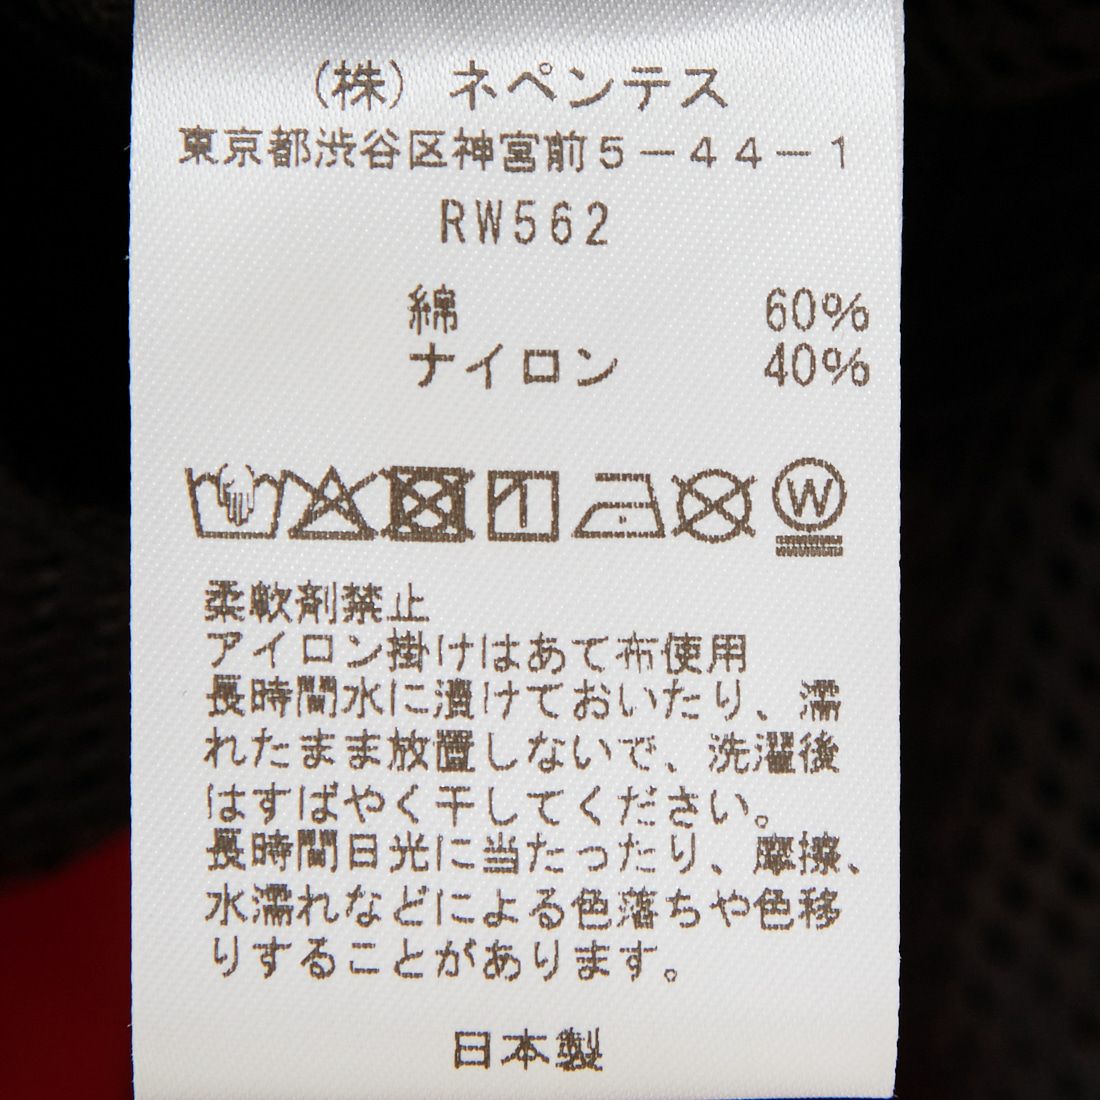 (株) ネペンテス
東京都渋谷区神宮前5-44-1
RW562
綿 60%
ナイロン 40%
W
柔軟剤禁止
アイロン掛けはあて布使用
長時間水に漬けておいたり、濡
れたまま放置しないで、洗濯後
はすばやく干してください。
長時間日光に当たったり、摩擦、
水濡れなどによる色落ちや色移
りすることがあります。
日本製